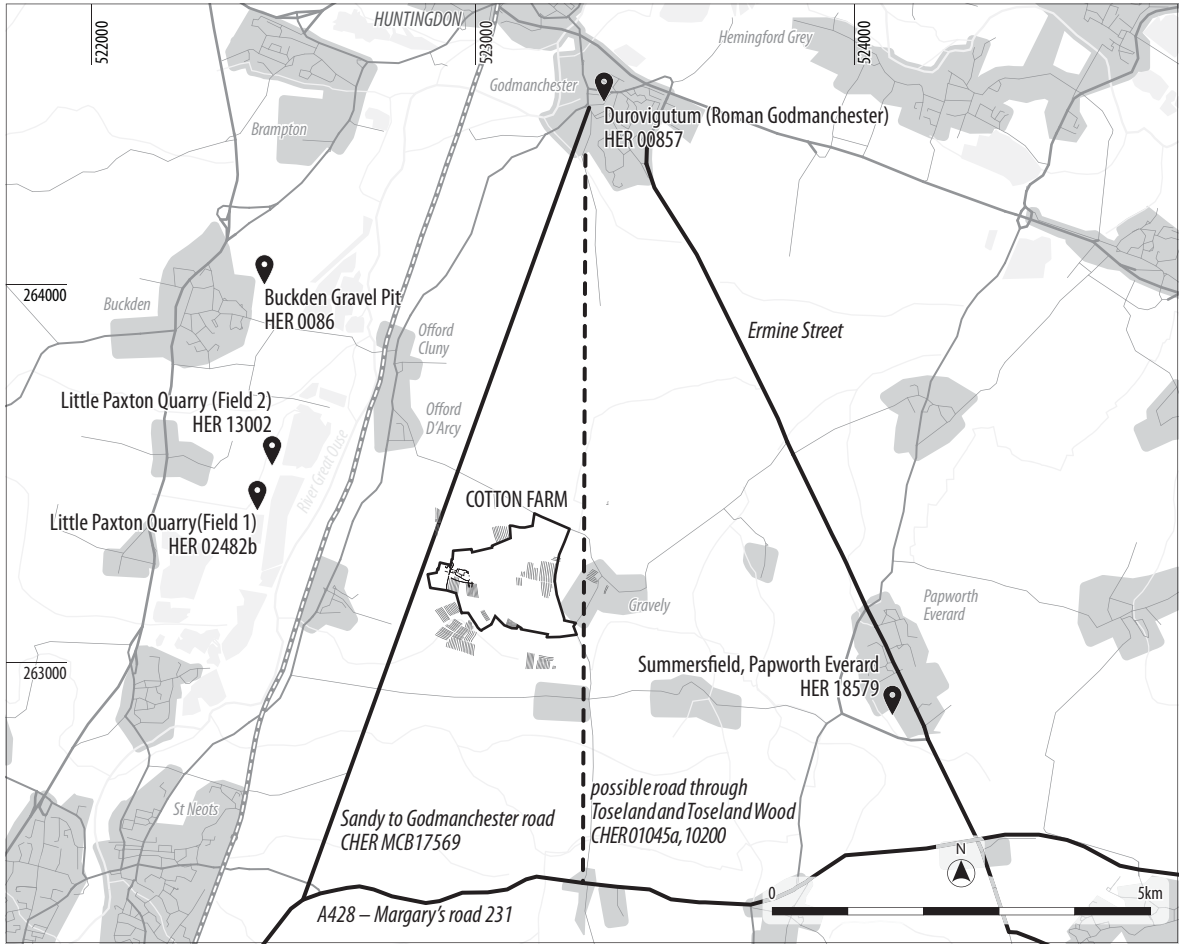 HUNTINGDON
522000
523000
524000
Hemingford Grey
Godmanchester
Durovigutum (Roman Godmanchester)
HER 00857
Brampton
264000
Buckden
Buckden Gravel Pit
HER 0086
Offord
Cluny
Ermine Street
Little Paxton Quarry (Field 2)
HER 13002
Offord
D'Arcy
River Great Ouse
COTTON FARM
Little Paxton Quarry (Field 1)
HER 02482b
Gravely
Papworth
Everard
263000
Summersfield, Papworth Everard
HER 18579
St Neots
Sandy to Godmanchester road
CHER MCB17569
possible road through
Toseland and Toseland Wood
CHER 01045a, 10200
N
0
5km
A428 – Margary's road 231